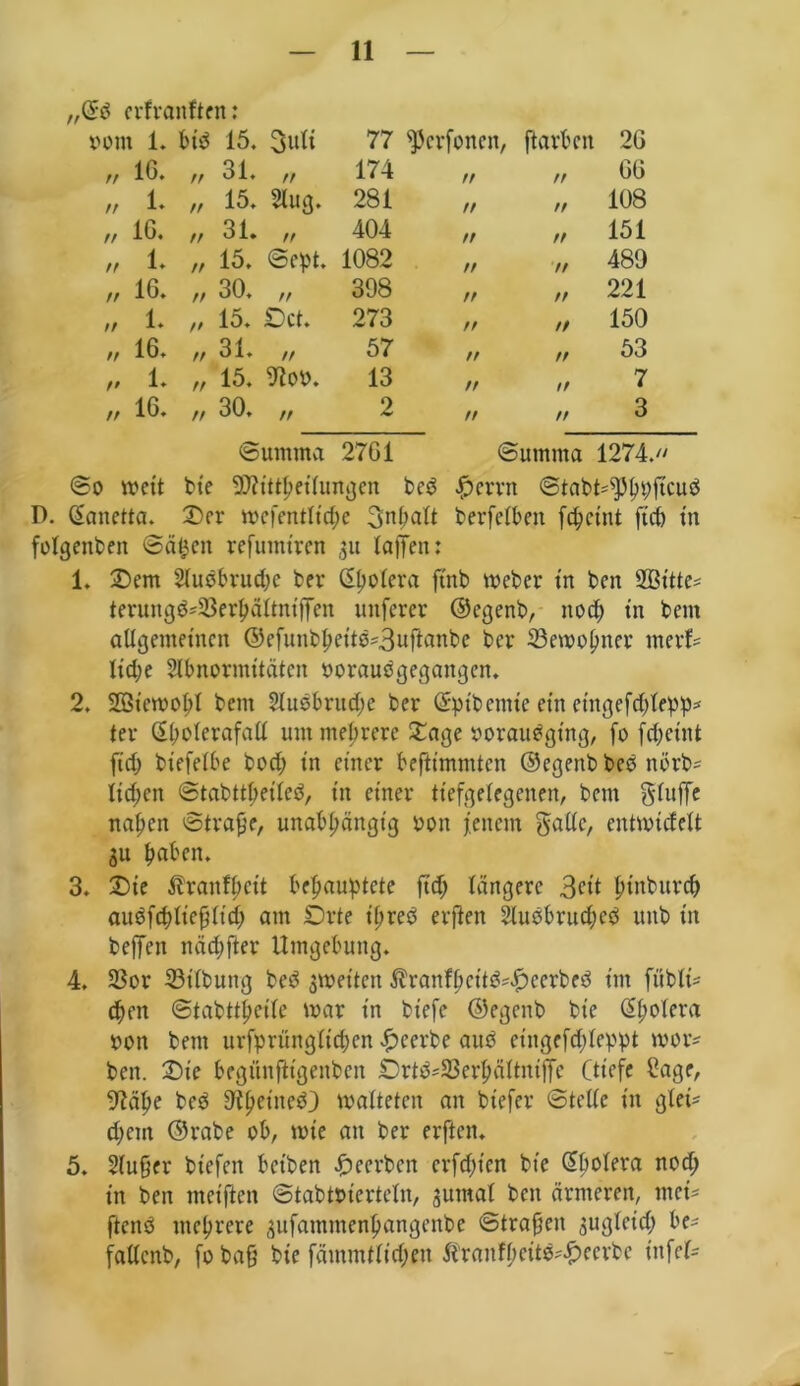 — 11 —
„Es erkrankten:
vom 1. bis 15. Juli 77 Personen, starben 26
„ 16. „ 31. „ 174 „ „ 66
„ 1. „ 15. Aug. 281 „ „ 108
„ 16. „ 31. „ 404 „ „ 151
„ 1. „ 15. Sept. 1082 „ „ 489
„ 16. „ 30. „ 398 „ „ 221
„ 1. „ 15. Oct. 273 „ „ 150
„ 16. „ 31. „ 57 „ „ 53
„ 1. „ 15. Nov. 13 „ „ 7
„ 16. „ 30. „ 2 „ „ 3
Summa 2761 Summa 1274.“
So weit die Mittheilungen des Herrn Stadt-Physicus
D. Canetta. Der wesentliche Inhalt derselben scheint sich in
folgenden Sätzen resumiren zu lassen:
1. Dem Ausbruche der Cholera sind weder in den Witte-
terungs-Verhältnissen unserer Gegend, noch in dem
allgemeinen Gesundheits-Zustande der Bewohner merk-
liche Abnormitäten vorausgegangen.
2. Wiewohl dem Ausbruche der Epidemie ein eingeschlepp-
ter Cholerafall um mehrere Tage vorausging, so scheint
sich dieselbe doch in einer bestimmten Gegend des nörd-
lichen Stadttheiles, in einer tiefgelegenen, dem Flusse
nahen Straße, unabhängig von jenem Falle, entwickelt
zu haben.
3. Die Krankheit behauptete sich längere Zeit hindurch
ausschließlich am Orte ihres ersten Ausbruches und in
dessen nächster Umgebung.
4. Vor Bildung des zweiten Krankheits-Heerdes im südli-
chen Stadttheile war in diese Gegend die Cholera
von dem ursprünglichen Heerde aus eingeschleppt wor-
den. Die begünstigenden Orts-Verhältnisse (tiefe Lage,
Nähe des Rheines) walteten an dieser Stelle in glei-
chem Grade ob, wie an der ersten.
5. Außer diesen beiden Heerden erschien die Cholera noch
in den meisten Stadtvierteln, zumal den ärmeren, mei-
stens mehrere zusammenhangende Straßen zugleich be-
fallend, so daß die sämmtlichen Krankheits-Heerde insel-